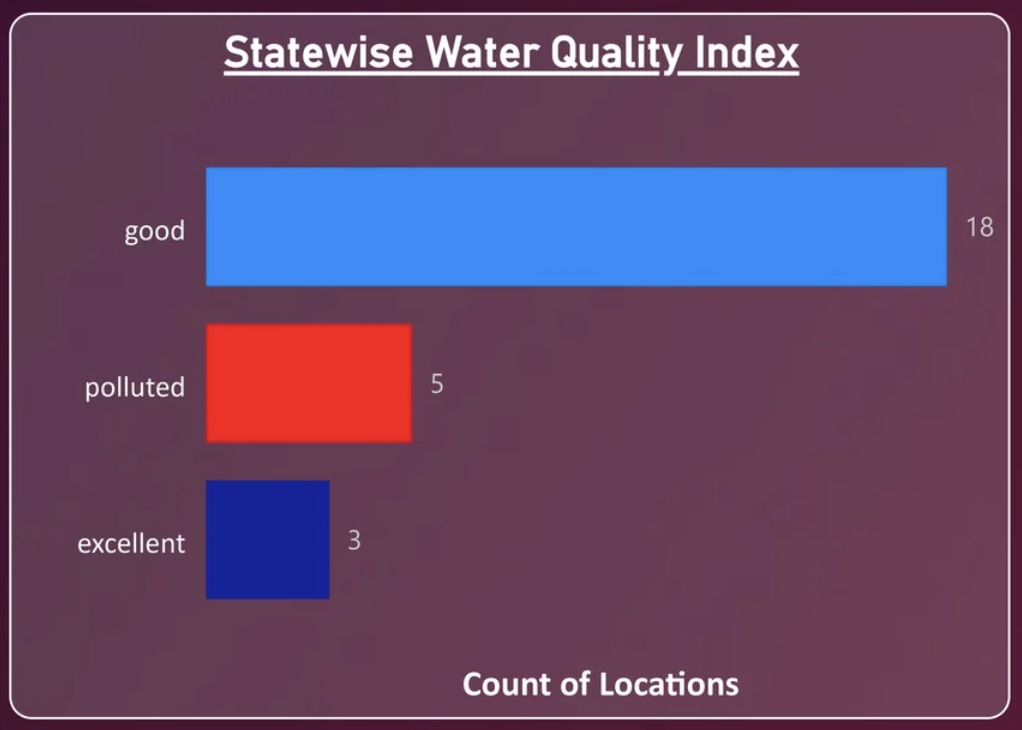 Statewise Water Quality Index
good
18
polluted
5
excellent
3
Count of Locations